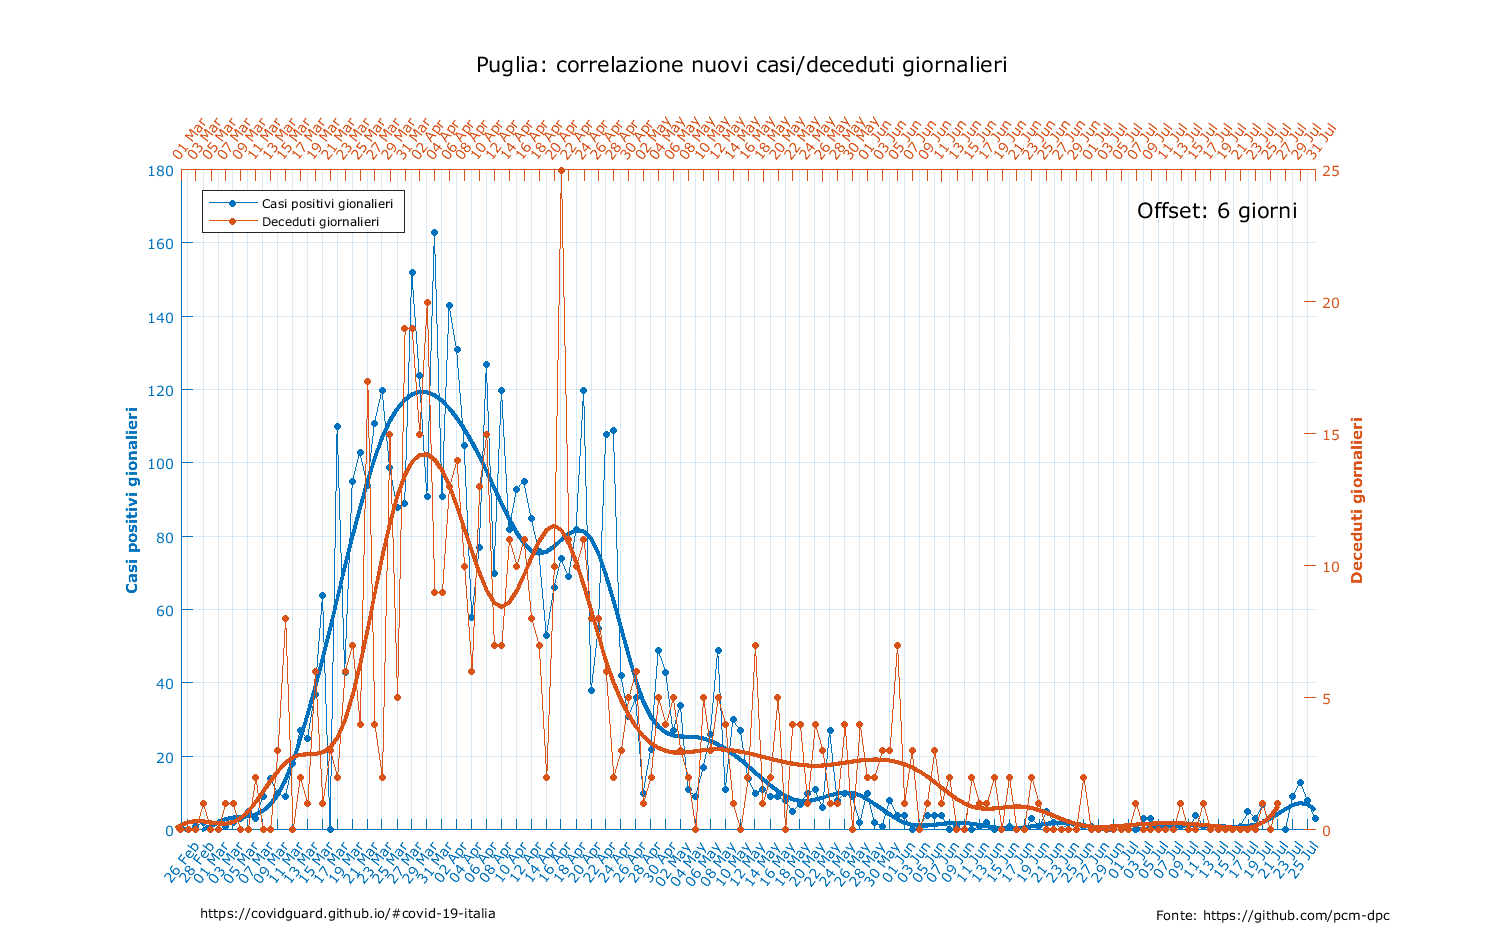 Puglia: correlazione nuovi casi/deceduti giornalieri
01 Mar
03 Mar
05 Mar
07 Mar
09 Mar
11 Mar
13 Mar
15 Mar
17 Mar
19 Mar
21 Mar
23 Mar
25 Mar
27 Mar
29 Mar
31 Mar
02 Apr
04 Apr
06 Apr
08 Apr
10 Apr
12 Apr
14 Apr
16 Apr
18 Apr
20 Apr
22 Apr
24 Apr
26 Apr
28 Apr
30 Apr
02 May
04 May
06 May
08 May
10 May
12 May
14 May
16 May
18 May
20 May
22 May
24 May
26 May
28 May
30 May
01 Jun
03 Jun
05 Jun
07 Jun
09 Jun
11 Jun
13 Jun
15 Jun
17 Jun
19 Jun
21 Jun
23 Jun
25 Jun
27 Jun
29 Jun
01 Jul
03 Jul
05 Jul
07 Jul
09 Jul
11 Jul
13 Jul
15 Jul
17 Jul
19 Jul
21 Jul
23 Jul
25 Jul
27 Jul
29 Jul
31 Jul
Casi positivi gionalieri
Deceduti giornalieri
Offset: 6 giorni
180
160
140
120
100
80
60
40
20
0
Casi positivi gionalieri
25
20
15
10
5
0
Deceduti giornalieri
26 Feb
28 Feb
01 Mar
03 Mar
05 Mar
07 Mar
09 Mar
11 Mar
13 Mar
15 Mar
17 Mar
19 Mar
21 Mar
23 Mar
25 Mar
27 Mar
29 Mar
31 Mar
02 Apr
04 Apr
06 Apr
08 Apr
10 Apr
12 Apr
14 Apr
16 Apr
18 Apr
20 Apr
22 Apr
24 Apr
26 Apr
28 Apr
30 Apr
02 May
04 May
06 May
08 May
10 May
12 May
14 May
16 May
18 May
20 May
22 May
24 May
26 May
28 May
30 May
01 Jun
03 Jun
05 Jun
07 Jun
09 Jun
11 Jun
13 Jun
15 Jun
17 Jun
19 Jun
21 Jun
23 Jun
25 Jun
27 Jun
29 Jun
01 Jul
03 Jul
05 Jul
07 Jul
09 Jul
11 Jul
13 Jul
15 Jul
17 Jul
19 Jul
21 Jul
23 Jul
25 Jul
https://covidguard.github.io/#covid-19-italia
Fonte: https://github.com/pcm-dpc